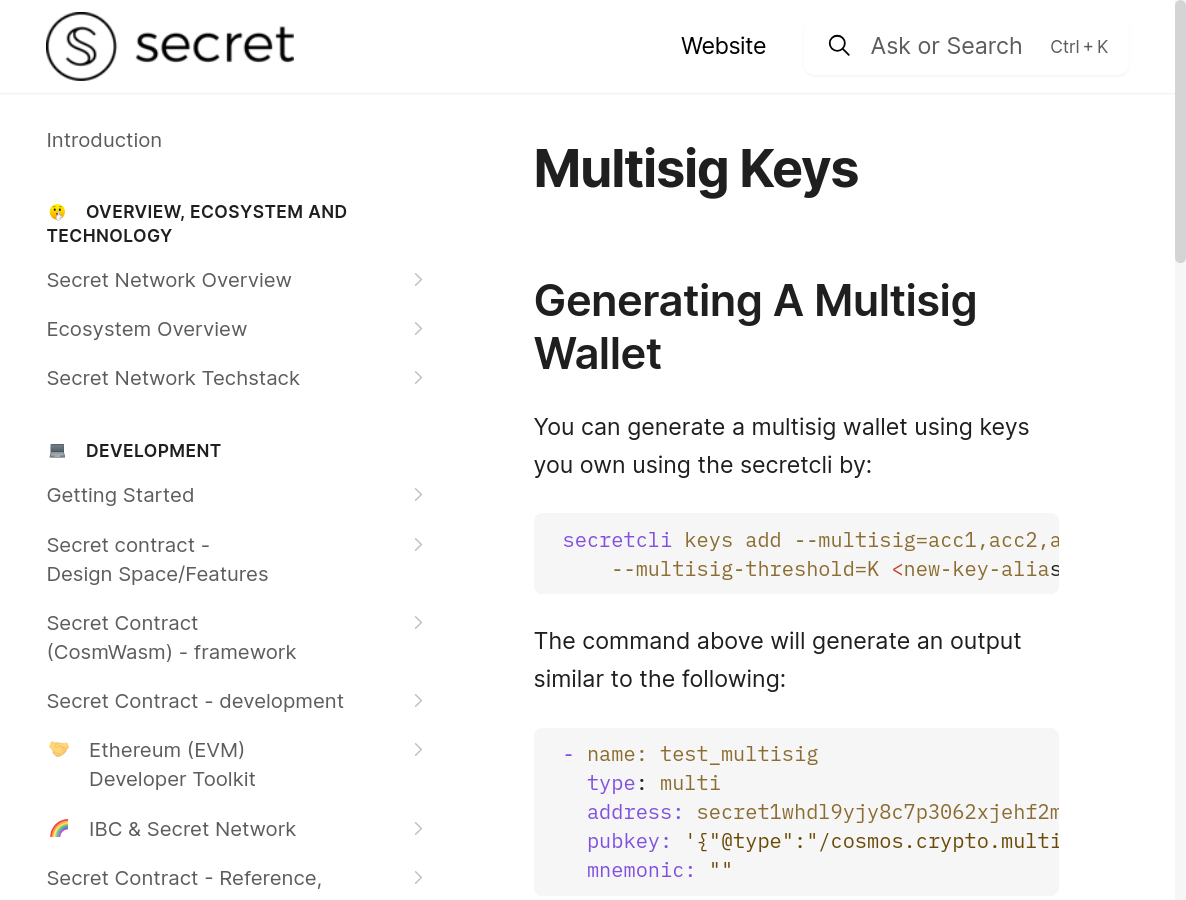 secret
Website
Ask or Search
Ctrl + K
Introduction
OVERVIEW, ECOSYSTEM AND
TECHNOLOGY
Secret Network Overview
Ecosystem Overview
Secret Network Techstack
DEVELOPMENT
Getting Started
Secret contract -
Design Space/Features
Secret Contract
(CosmWasm) - framework
Secret Contract - development
Ethereum (EVM)
Developer Toolkit
IBC & Secret Network
Secret Contract - Reference,
Multisig Keys
Generating A Multisig
Wallet
You can generate a multisig wallet using keys
you own using the secretcli by:
secretcli keys add --multisig=acc1,acc2,a
--multisig-threshold=K <new-key-alias
The command above will generate an output
similar to the following:
- name: test_multisig
type: multi
address: secret1whdl9yjy8c7p3062xjehf2m
pubkey: '{"@type":"/cosmos.crypto.multi
mnemonic: ""